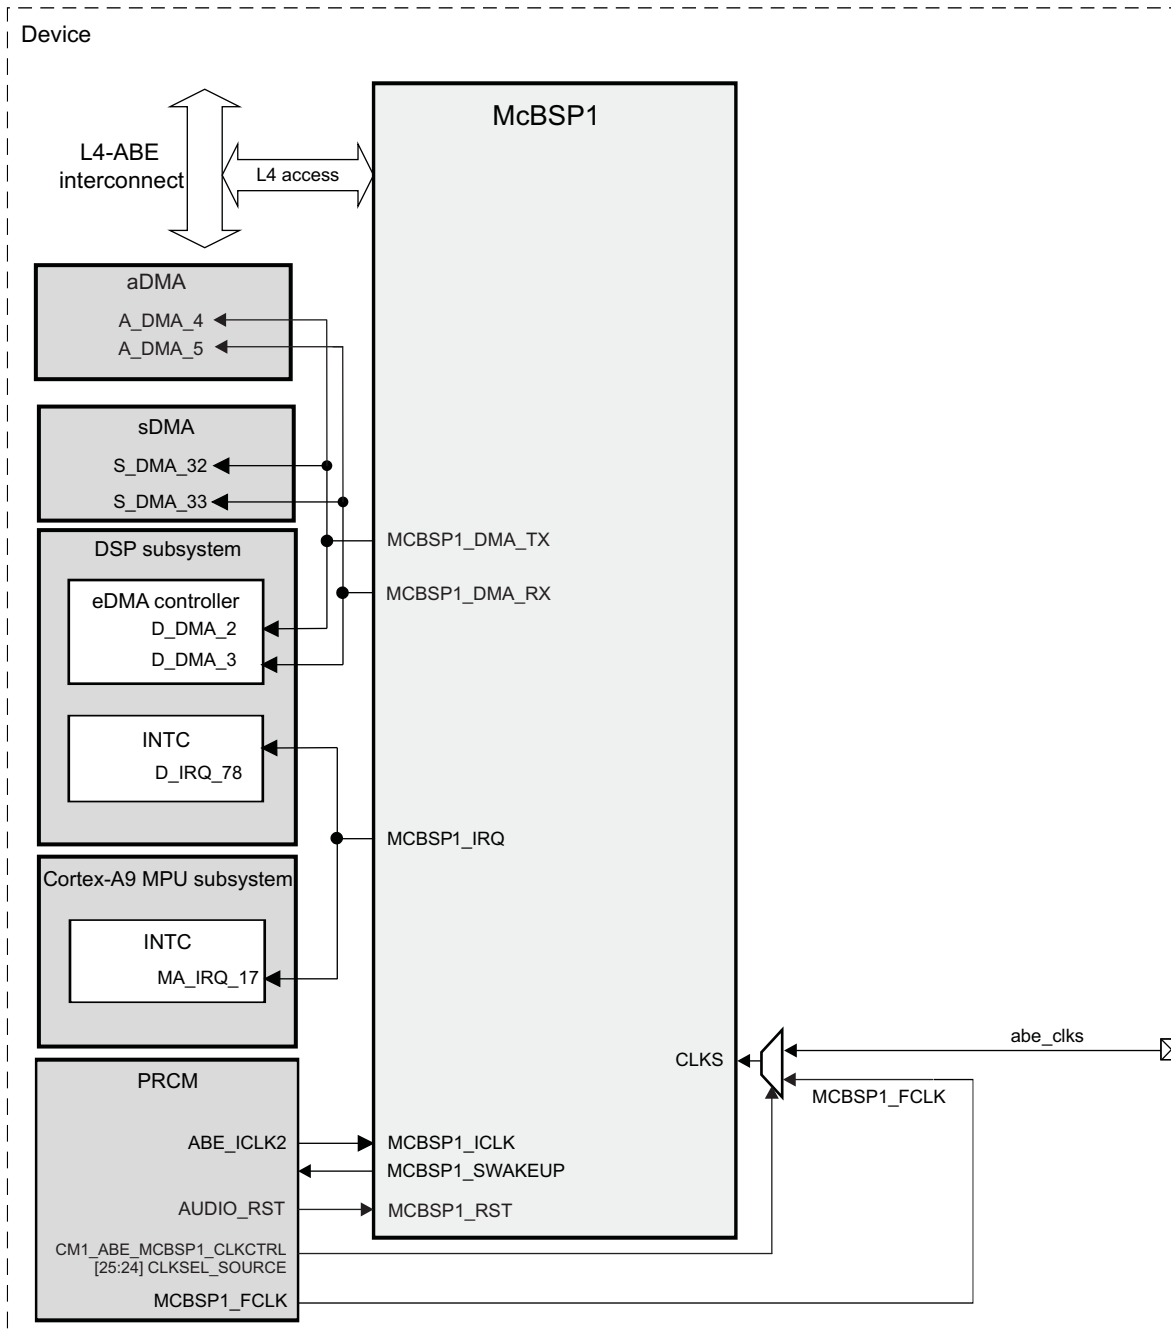 Device
McBSP1
L4-ABE
interconnect
L4 access
aDMA
A_DMA_4
A_DMA_5
sDMA
S_DMA_32
S_DMA_33
DSP subsystem
MCBSP1_DMA_TX
eDMA controller
MCBSP1_DMA_RX
D_DMA_2
D_DMA_3
INTC
D_IRQ_78
MCBSP1_IRQ
Cortex-A9 MPU subsystem
INTC
MA_IRQ_17
abe_clks
CLKS
PRCM
MCBSP1_FCLK
ABE_ICLK2
MCBSP1_ICLK
MCBSP1_SWAKEUP
AUDIO_RST
MCBSP1_RST
CM1_ABE_MCBSP1_CLKCTRL
[25:24] CLKSEL_SOURCE
MCBSP1_FCLK